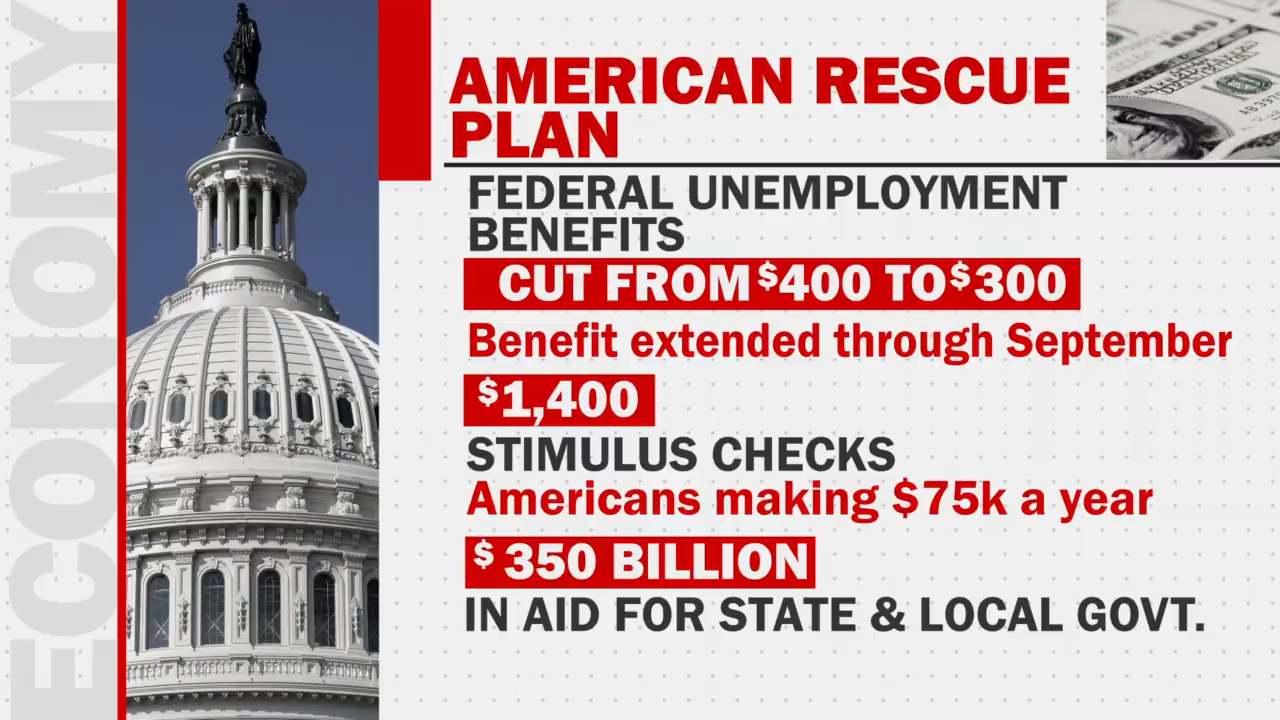 ECONOMY
AMERICAN RESCUE
PLAN
FEDERAL UNEMPLOYMENT
BENEFITS
CUT FROM $400 TO $300
Benefit extended through September
$1,400
STIMULUS CHECKS
Americans making $75k a year
$350 BILLION
IN AID FOR STATE & LOCAL GOVT.